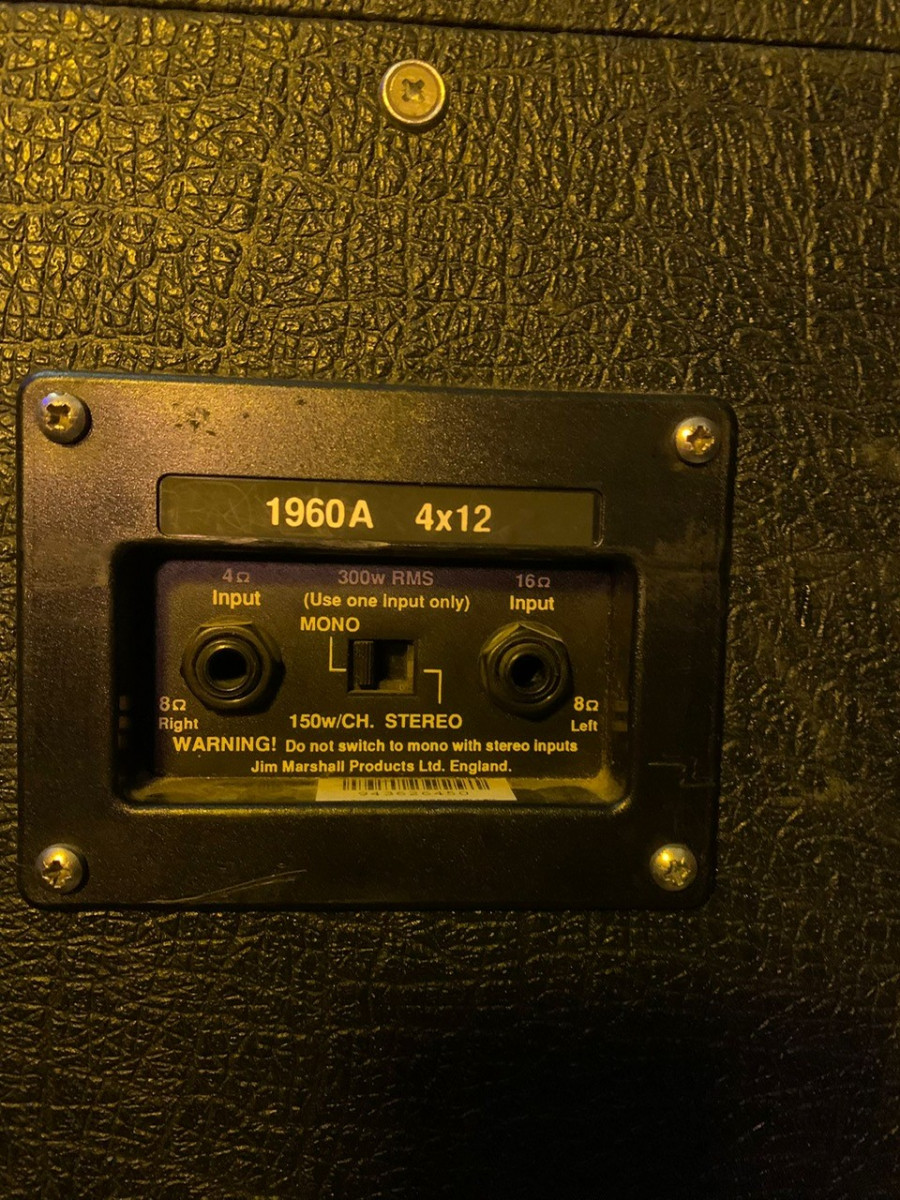 1960A 4x12
4Ω 300w RMS 16Ω
Input (Use one input only) Input
MONO
8Ω 8Ω
Right 150w/CH. STEREO Left
WARNING! Do not switch to mono with stereo inputs
Jim Marshall Products Ltd. England.